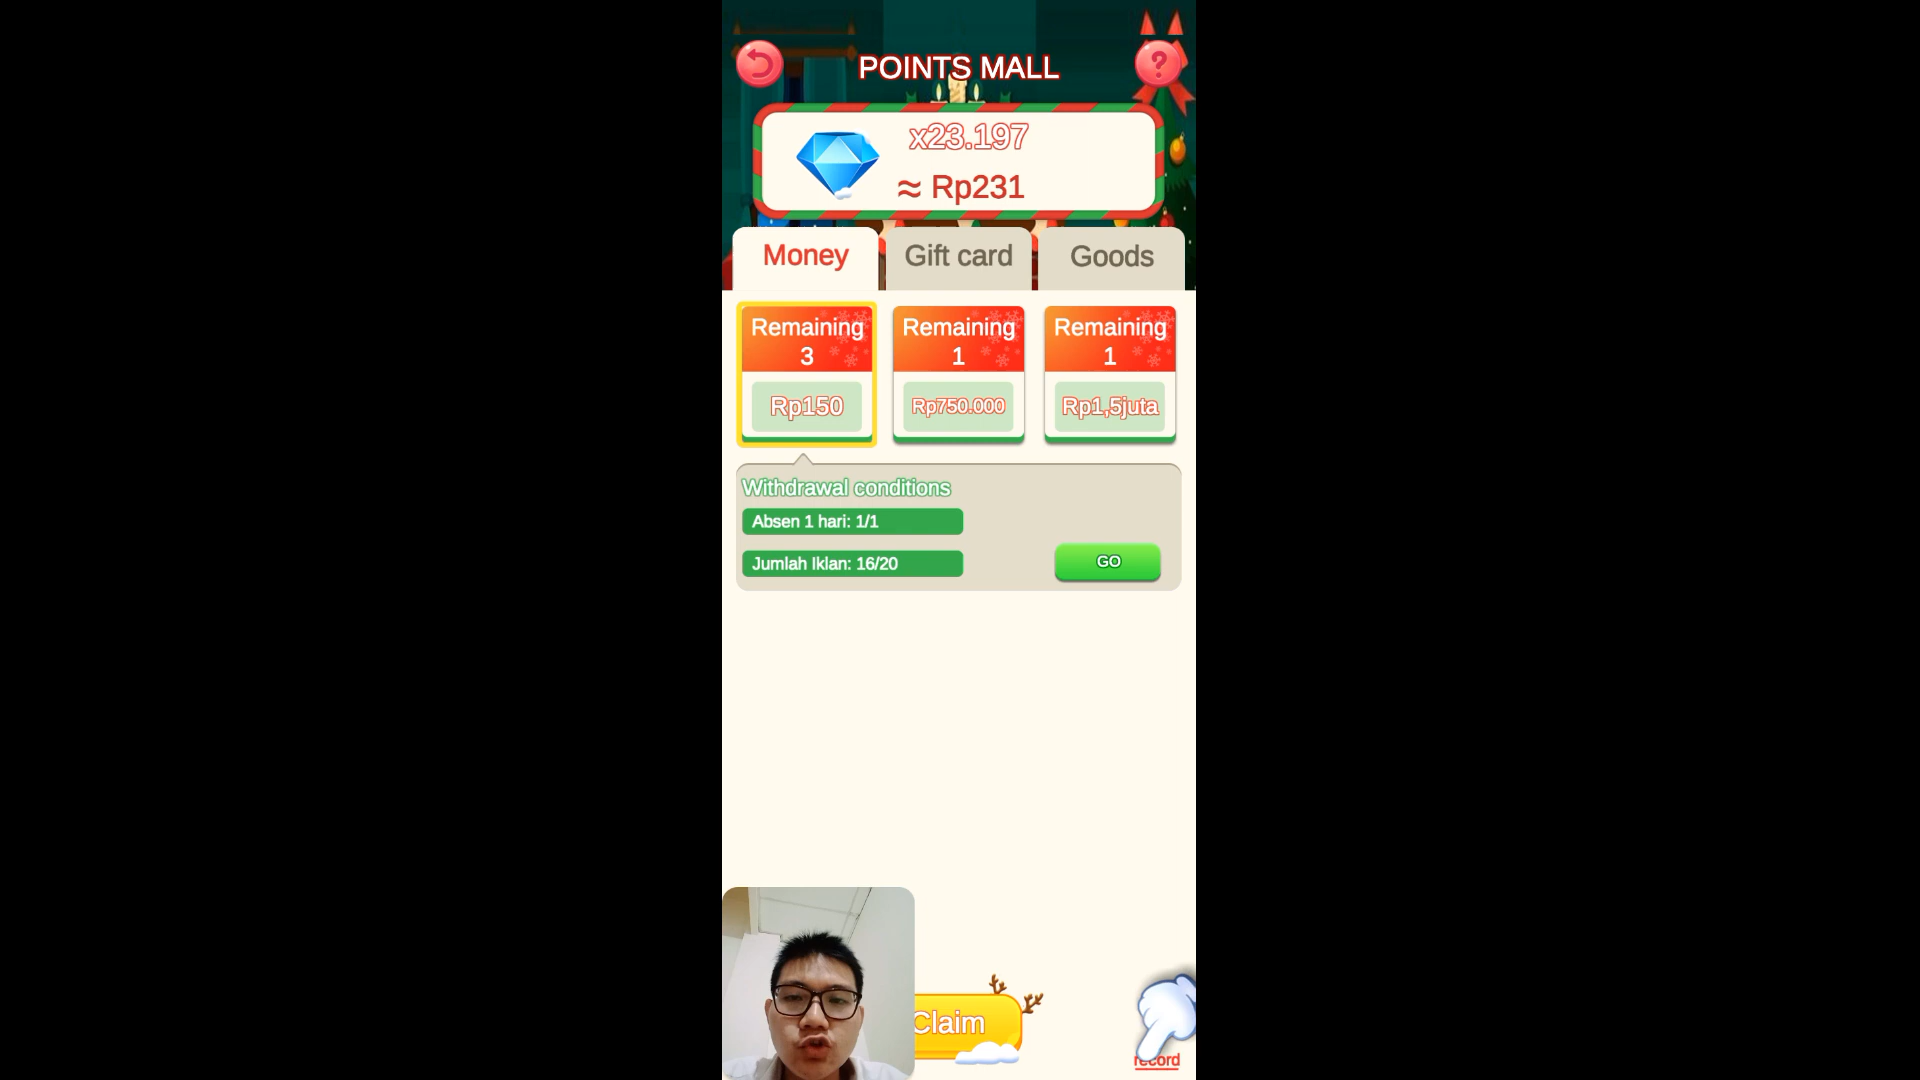 POINTS MALL
x23.197
≈ Rp231
Money
Gift card
Goods
Remaining
3
Rp150
Remaining
1
Rp750.000
Remaining
1
Rp1,5juta
Withdrawal conditions
Absen 1 hari: 1/1
Jumlah Iklan: 16/20
GO
Claim
record